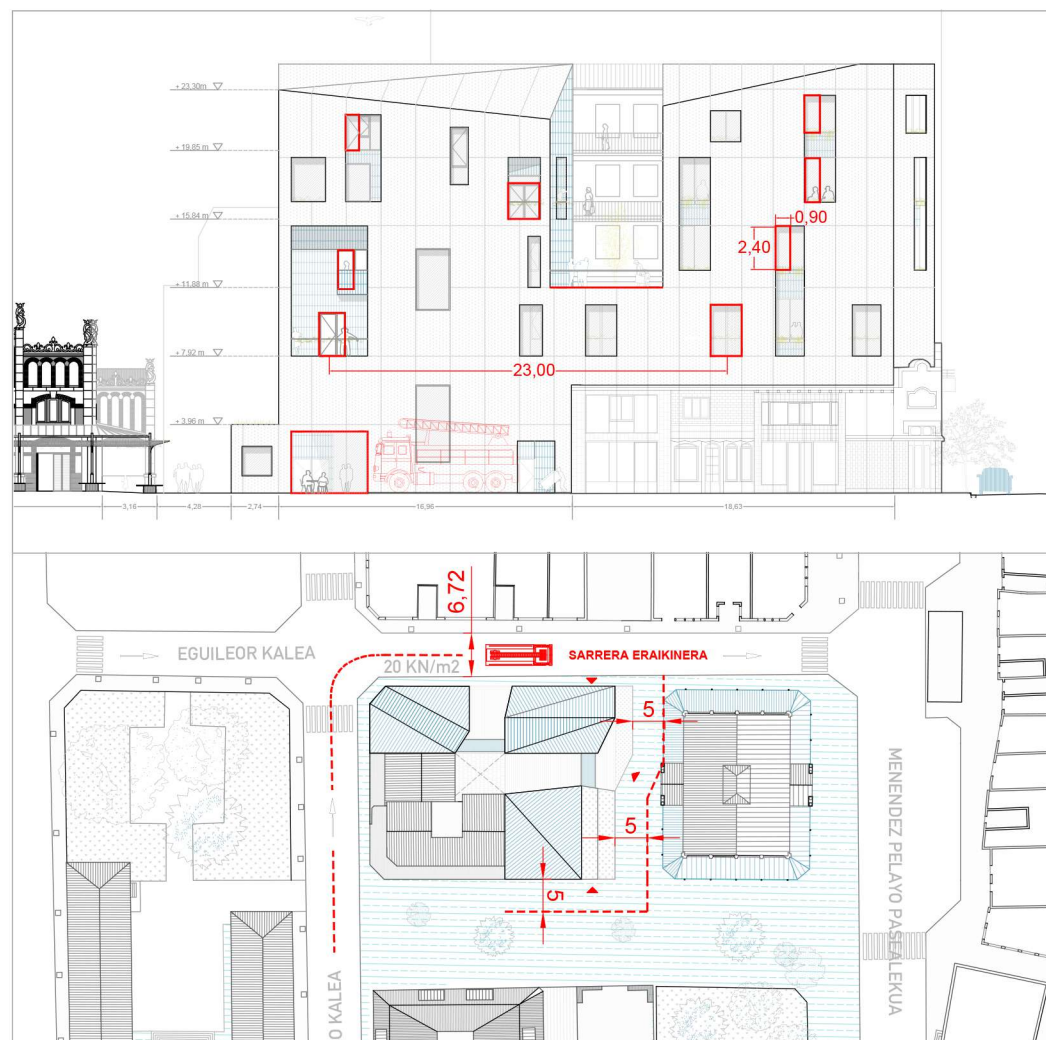 + 23,30m
+ 19,85 m
+ 15,84 m
0,90
2,40
+ 11,88 m
+ 7,92 m
23,00
+ 3,96 m
3,16
4,28
2,74
18,63
6,72
EGUILEOR KALEA
20 KN/m2
SARRERA ERAIKINERA
5
5
5
MENENDEZ PELAYO PASEALEKUA
O KALEA